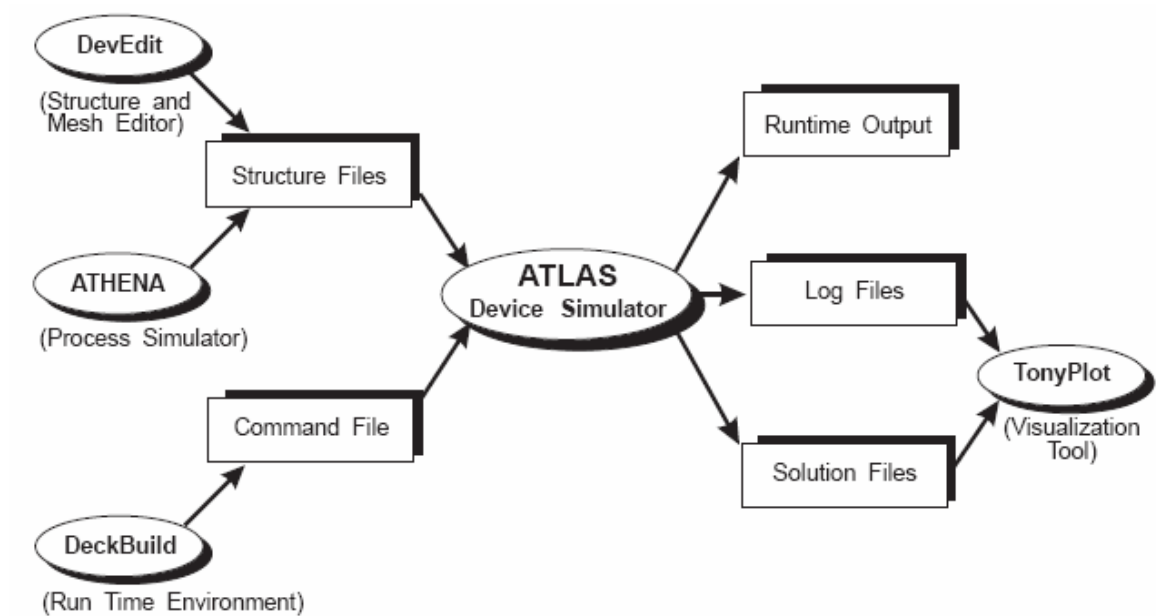 DevEdit
(Structure and
Mesh Editor)
Structure Files
ATHENA
(Process Simulator)
Command File
DeckBuild
(Run Time Environment)
ATLAS
Device Simulator
Runtime Output
Log Files
Solution Files
TonyPlot
(Visualization
Tool)